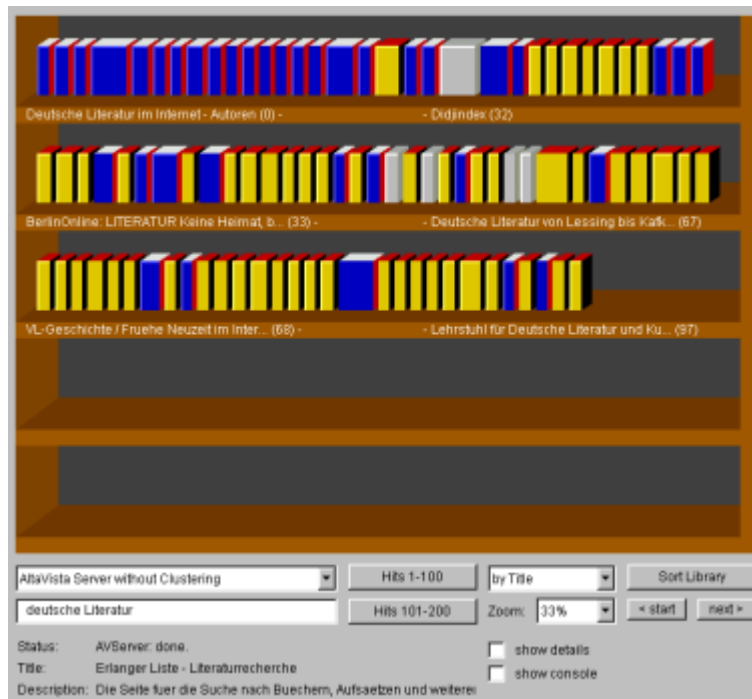 Deutsche Literatur im Internet - Autoren (0) - - Didjindex (32)
BerlinOnline: LITERATUR Keine Heimat, b... (33) - - Deutsche Literatur von Lessing bis Kafk... (67)
VL-Geschichte / Fruehe Neuzeit im Inter... (68) - - Lehrstuhl für Deutsche Literatur und Ku... (97)
AltaVista Server without Clustering Hits 1-100 by Title Sort Library
deutsche Literatur Hits 101-200 Zoom: 33% < start next >
Status: AVServer: done. show details
Title: Erlanger Liste - Literaturrecherche show console
Description: Die Seite fuer die Suche nach Buechern, Aufsaetzen und weiterer